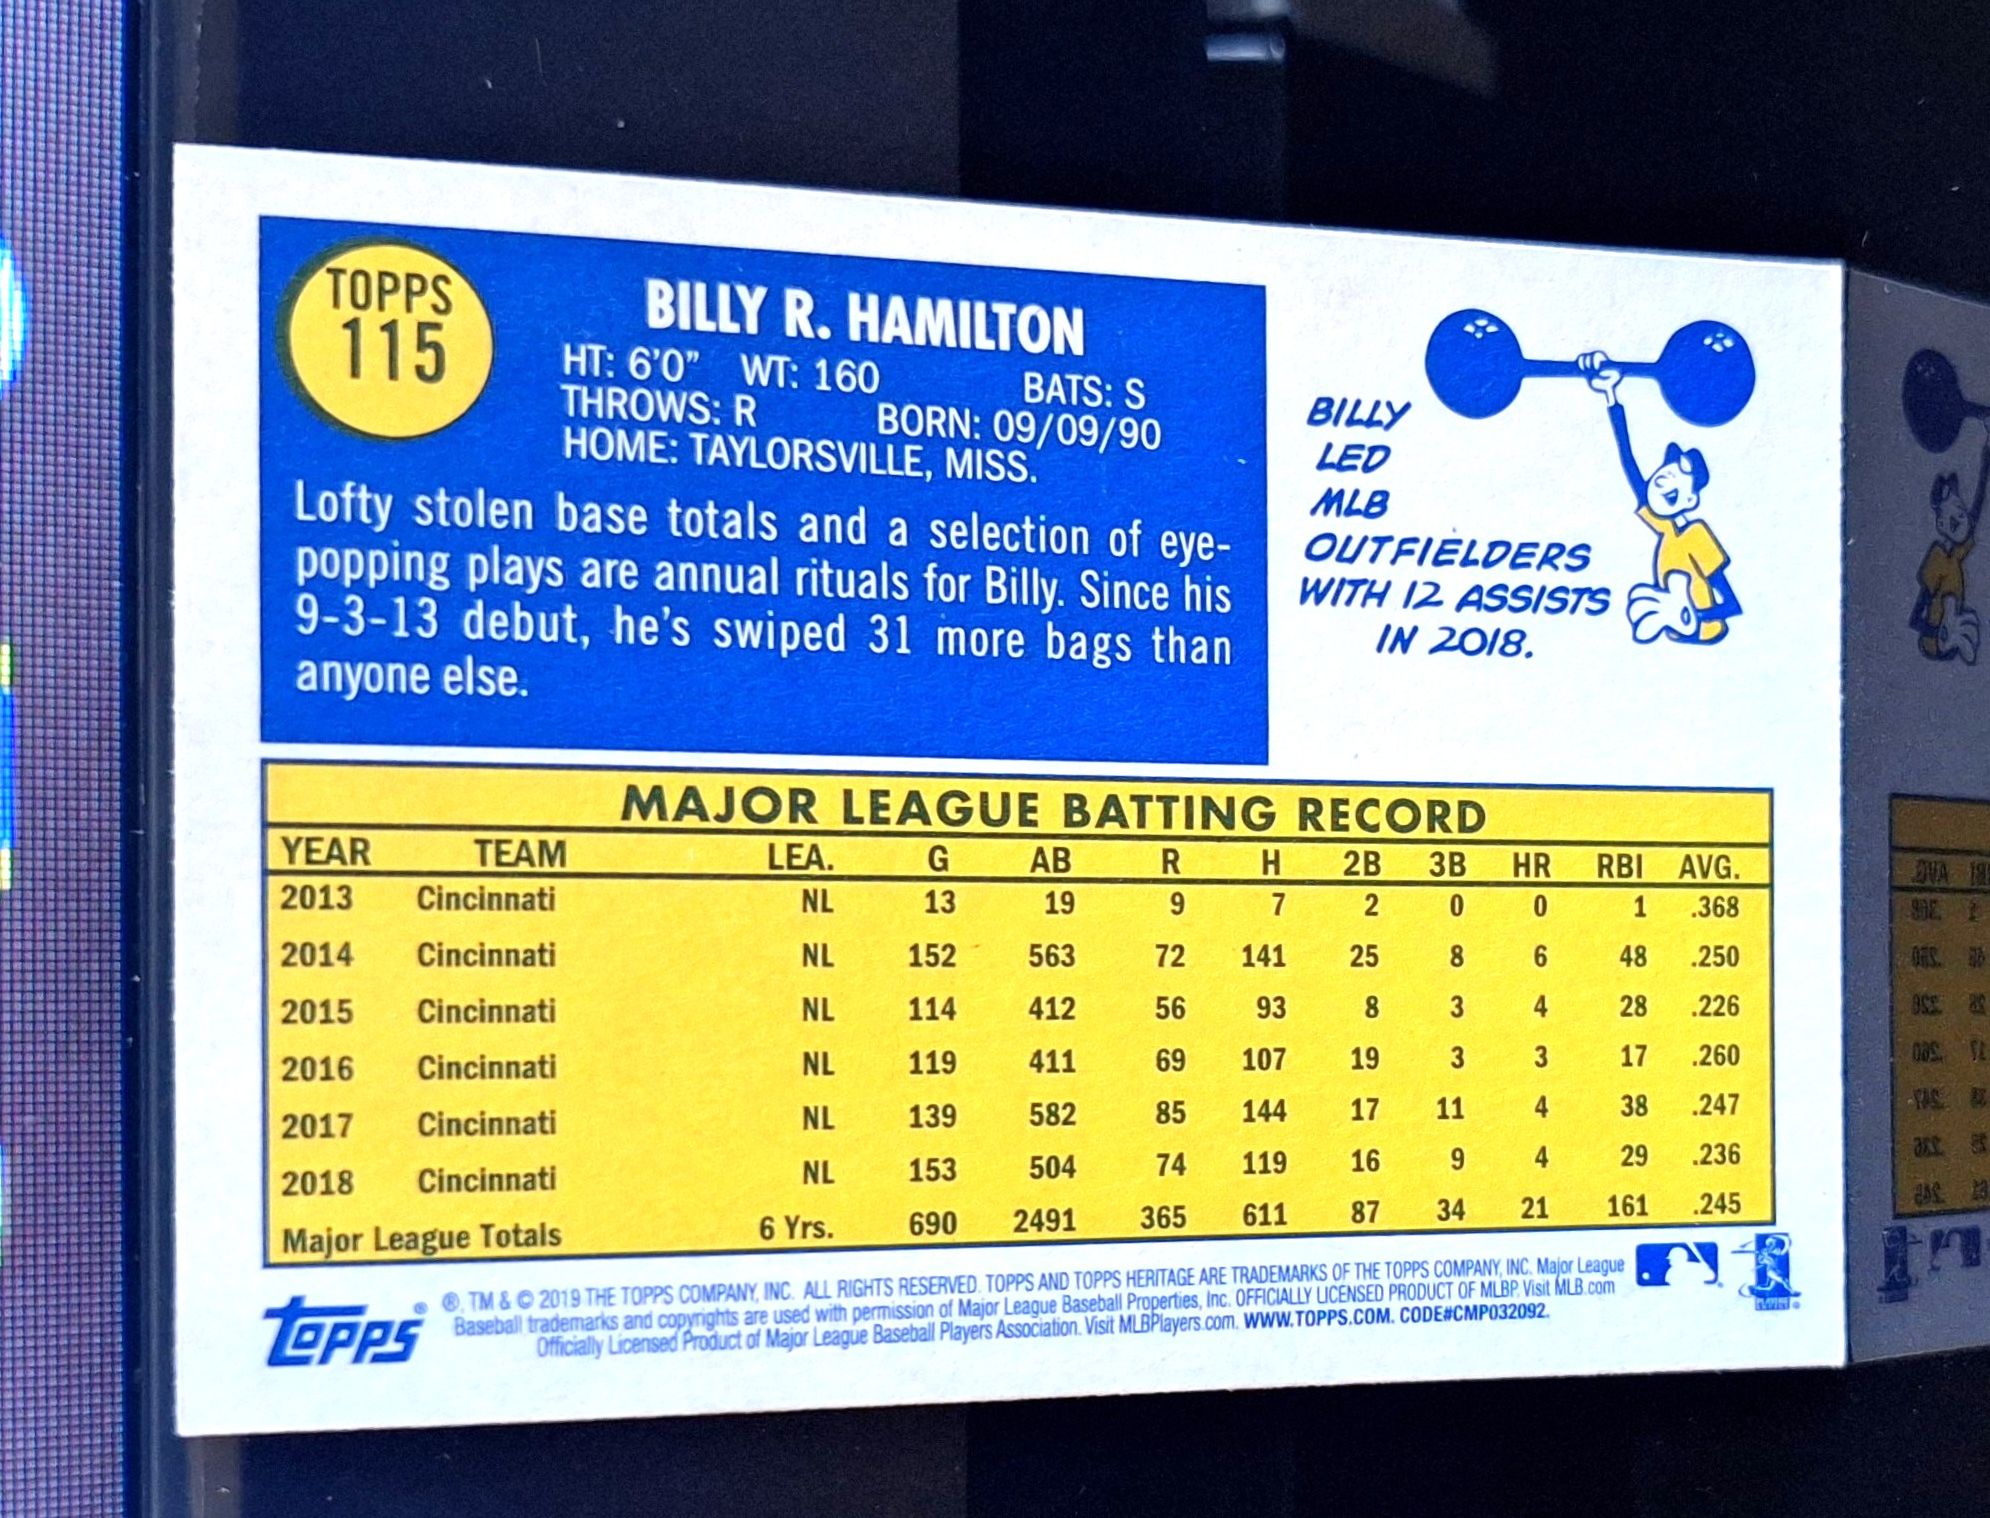 TOPPS
115
BILLY R. HAMILTON
HT: 6'0" WT: 160 BATS: S
THROWS: R BORN: 09/09/90
HOME: TAYLORSVILLE, MISS.
Lofty stolen base totals and a selection of eye-
popping plays are annual rituals for Billy. Since his
9-3-13 debut, he's swiped 31 more bags than
anyone else.
BILLY
LED
MLB
OUTFIELDERS
WITH 12 ASSISTS
IN 2018.
MAJOR LEAGUE BATTING RECORD
YEAR TEAM LEA. G AB R H 2B 3B HR RBI AVG.
2013 Cincinnati NL 13 19 9 7 2 0 0 1 .368
2014 Cincinnati NL 152 563 72 141 25 8 6 48 .250
2015 Cincinnati NL 114 412 56 93 8 3 4 28 .226
2016 Cincinnati NL 119 411 69 107 19 3 3 17 .260
2017 Cincinnati NL 139 582 85 144 17 11 4 38 .247
2018 Cincinnati NL 153 504 74 119 16 9 4 29 .236
Major League Totals 6 Yrs. 690 2491 365 611 87 34 21 161 .245
TOPPS ®
®, TM & © 2019 THE TOPPS COMPANY, INC. ALL RIGHTS RESERVED. TOPPS AND TOPPS HERITAGE ARE TRADEMARKS OF THE TOPPS COMPANY, INC. Major League
Baseball trademarks and copyrights are used with permission of Major League Baseball Properties, Inc. OFFICIALLY LICENSED PRODUCT OF MLBP. Visit MLB.com
Officially Licensed Product of Major League Baseball Players Association. Visit MLBPlayers.com. WWW.TOPPS.COM. CODE#CMP032092.